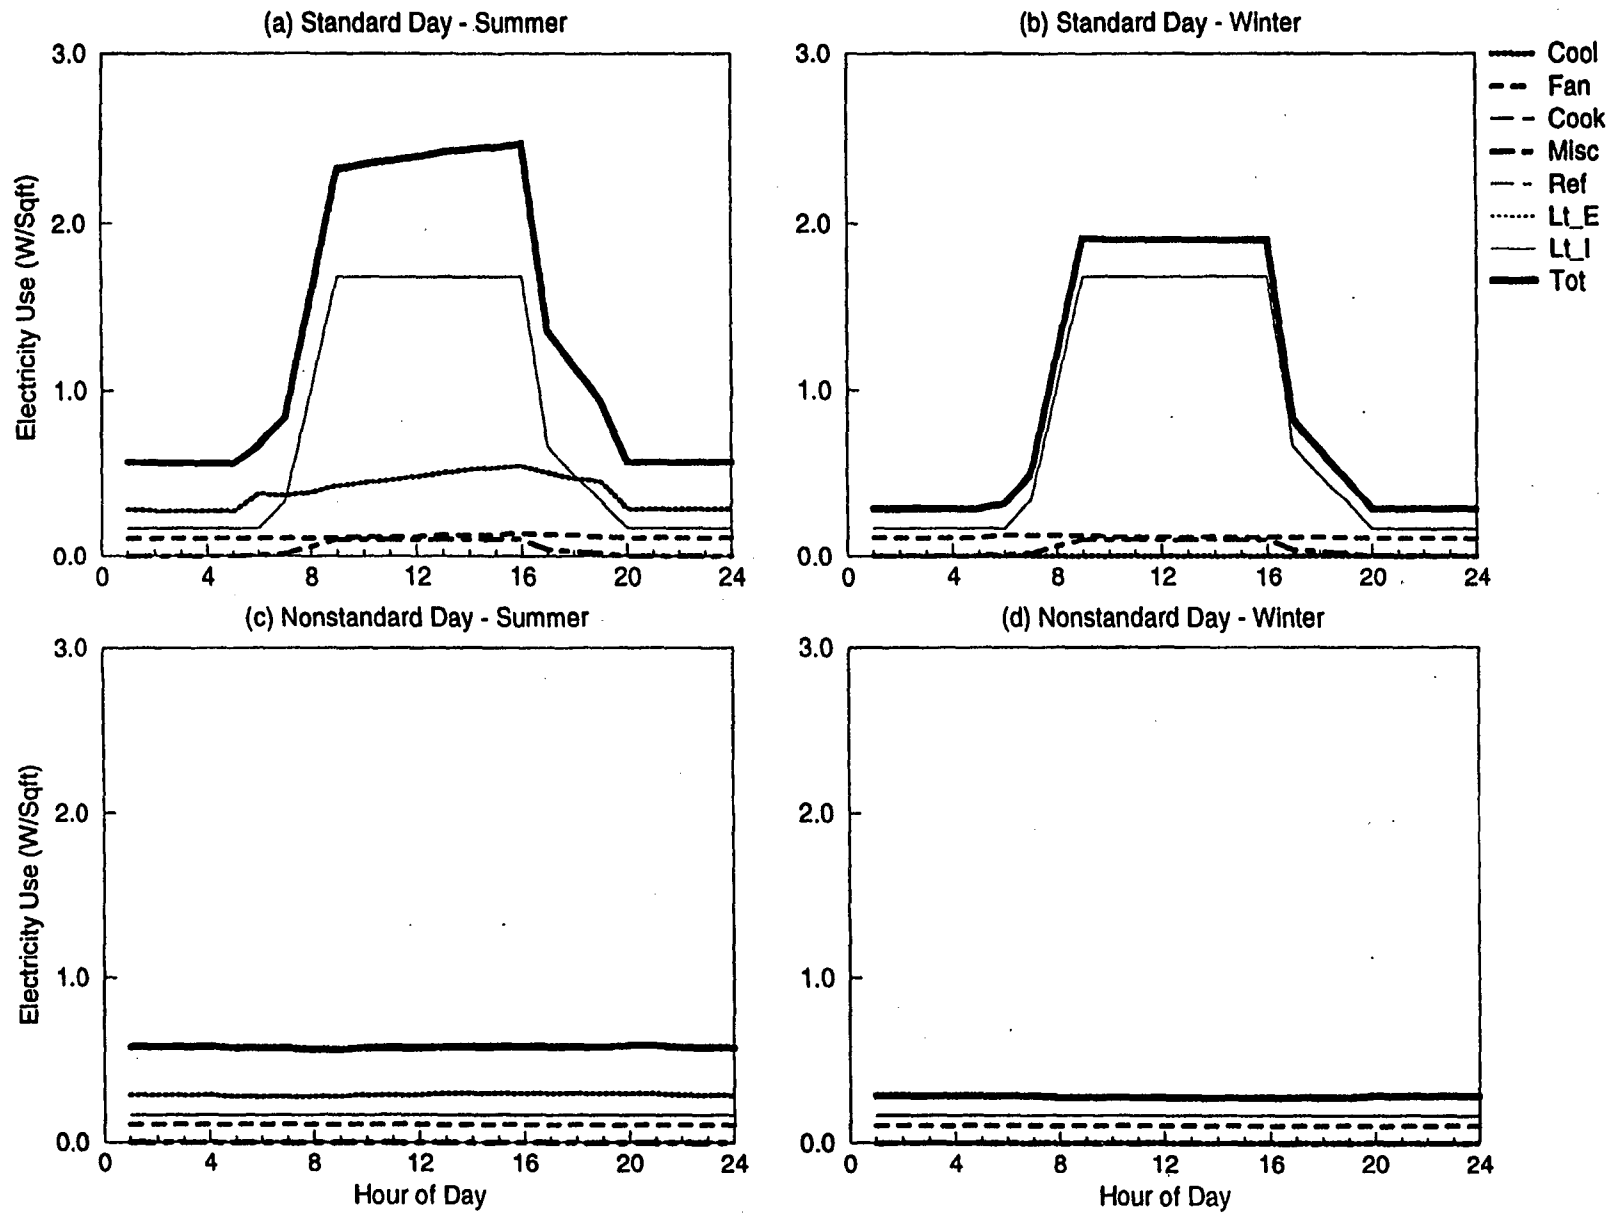 (a) Standard Day - Summer
(b) Standard Day - Winter
Electricity Use (W/Sqft)
3.0
2.0
1.0
0.0
0 4 8 12 16 20 24
3.0
2.0
1.0
0.0
0 4 8 12 16 20 24
Cool
Fan
Cook
Misc
Ref
Lt_E
Lt_I
Tot
(c) Nonstandard Day - Summer
(d) Nonstandard Day - Winter
Electricity Use (W/Sqft)
3.0
2.0
1.0
0.0
0 4 8 12 16 20 24
Hour of Day
3.0
2.0
1.0
0.0
0 4 8 12 16 20 24
Hour of Day